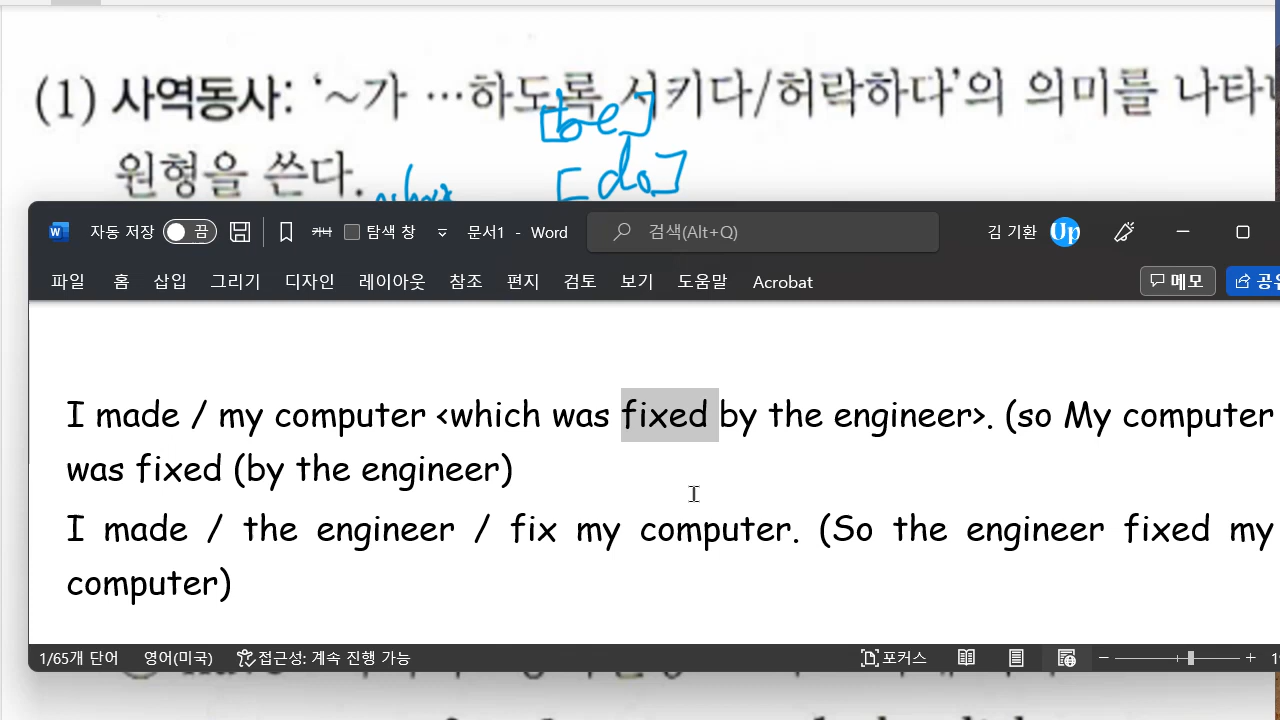 (1) 사역동사: ‘~가 …하도록 시키다/허락하다’의 의미를
[be]
원형을 쓴다.
[do]
자동 저장 끔 가나 탐색 창 문서1 - Word 검색(Alt+Q) 김 기환 Up
파일 홈 삽입 그리기 디자인 레이아웃 참조 편지 검토 보기 도움말 Acrobat 메모
I made / my computer <which was fixed by the engineer>. (so My computer
was fixed (by the engineer)
I made / the engineer / fix my computer. (So the engineer fixed my
computer)
1/65개 단어 영어(미국) 접근성: 계속 진행 가능 포커스